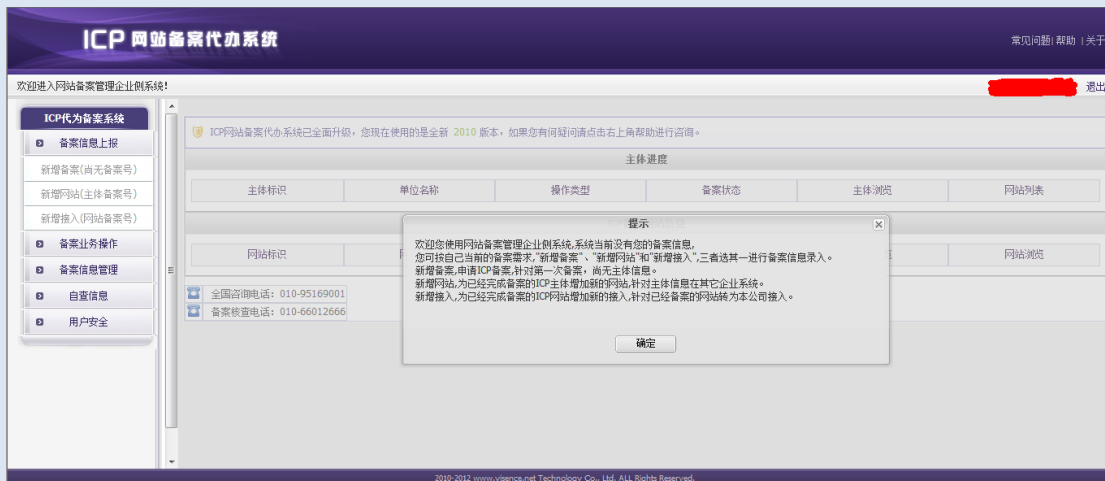 ICP 网站备案代办系统
常见问题| 帮助 |关于
欢迎进入网站备案管理企业侧系统!
退出
ICP代为备案系统
备案信息上报
新增备案(尚无备案号)
新增网站(主体备案号)
新增接入(网站备案号)
备案业务操作
备案信息管理
自查信息
用户安全
ICP网站备案代办系统已全面升级，您现在使用的是全新 2010 版本，如果您有何疑问请点击右上角帮助进行咨询。
主体进度
主体标识 单位名称 操作类型 备案状态 主体浏览 网站列表
网站标识 网站浏览
提示
欢迎您使用网站备案管理企业侧系统,系统当前没有您的备案信息,
您可按自己当前的备案需求,"新增备案"、"新增网站"和"新增接入",三者选其一进行备案信息录入。
新增备案,申请ICP备案,针对第一次备案，尚无主体信息。
新增网站,为已经完成备案的ICP主体增加新的网站,针对主体信息在其它企业系统。
新增接入,为已经完成备案的ICP网站增加新的接入,针对已经备案的网站转为本公司接入。
确定
全国咨询电话：010-95169001
备案核查电话：010-66012666
2010-2012 www.visence.net Technology Co., Ltd. ALL Rights Reserved.